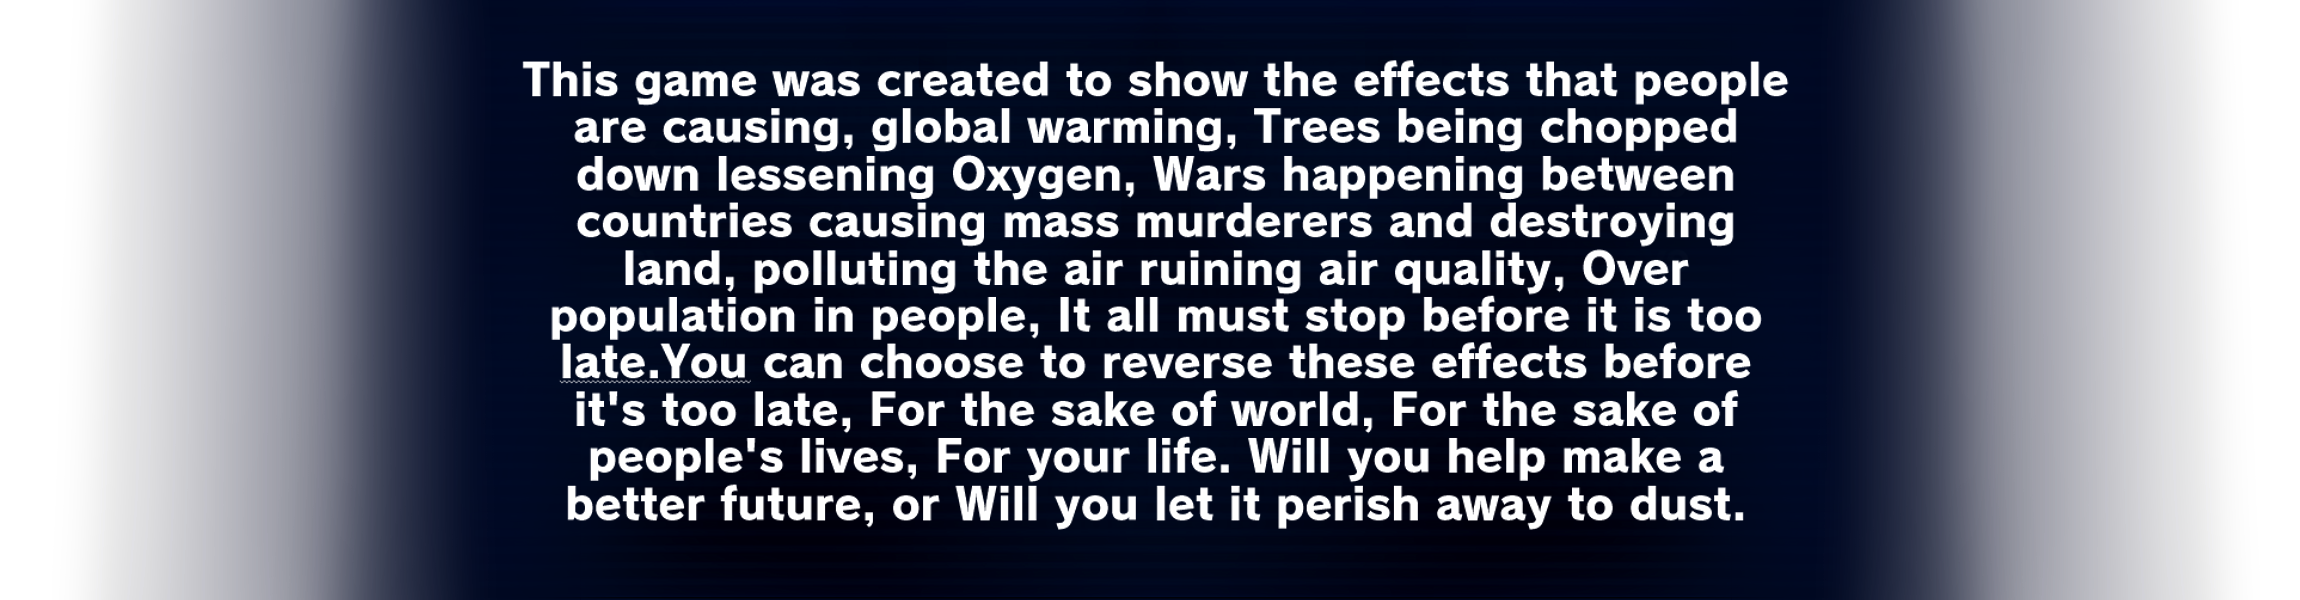 This game was created to show the effects that people
are causing, global warming, Trees being chopped
down lessening Oxygen, Wars happening between
countries causing mass murderers and destroying
land, polluting the air ruining air quality, Over
population in people, It all must stop before it is too
late.You can choose to reverse these effects before
it's too late, For the sake of world, For the sake of
people's lives, For your life. Will you help make a
better future, or Will you let it perish away to dust.